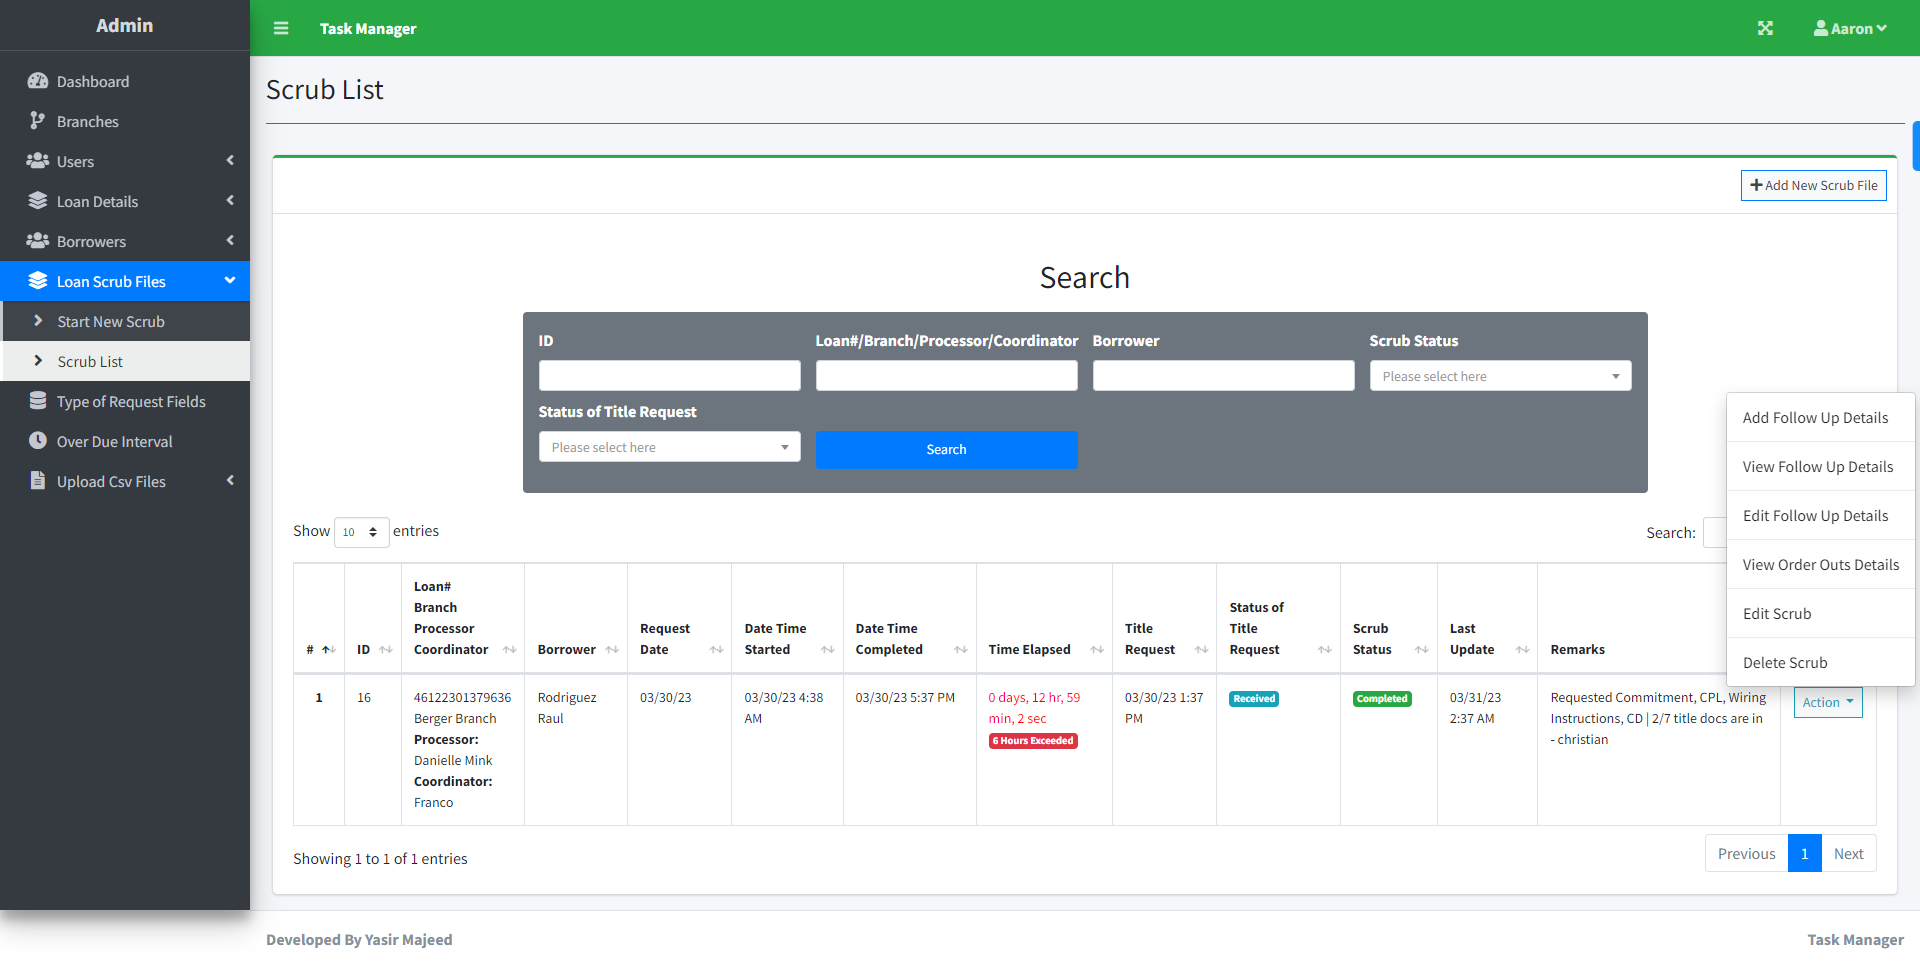 Admin
Task Manager
Aaron
Dashboard
Branches
Users
Loan Details
Borrowers
Loan Scrub Files
Start New Scrub
Scrub List
Type of Request Fields
Over Due Interval
Upload Csv Files
Scrub List
Add New Scrub File
Search
ID
Loan#/Branch/Processor/Coordinator
Borrower
Scrub Status
Please select here
Status of Title Request
Please select here
Search
Add Follow Up Details
View Follow Up Details
Edit Follow Up Details
View Order Outs Details
Edit Scrub
Delete Scrub
Show 10 entries
Search:
#
ID
Loan#
Branch
Processor
Coordinator
Borrower
Request
Date
Date Time
Started
Date Time
Completed
Time Elapsed
Title
Request
Status of
Title
Request
Scrub
Status
Last
Update
Remarks
1
16
46122301379636
Berger Branch
Processor:
Danielle Mink
Coordinator:
Franco
Rodriguez
Raul
03/30/23
03/30/23 4:38
AM
03/30/23 5:37 PM
0 days, 12 hr, 59
min, 2 sec
6 Hours Exceeded
03/30/23 1:37
PM
Received
Completed
03/31/23
2:37 AM
Requested Commitment, CPL, Wiring
Instructions, CD | 2/7 title docs are in
- christian
Action
Showing 1 to 1 of 1 entries
Previous 1 Next
Developed By Yasir Majeed
Task Manager